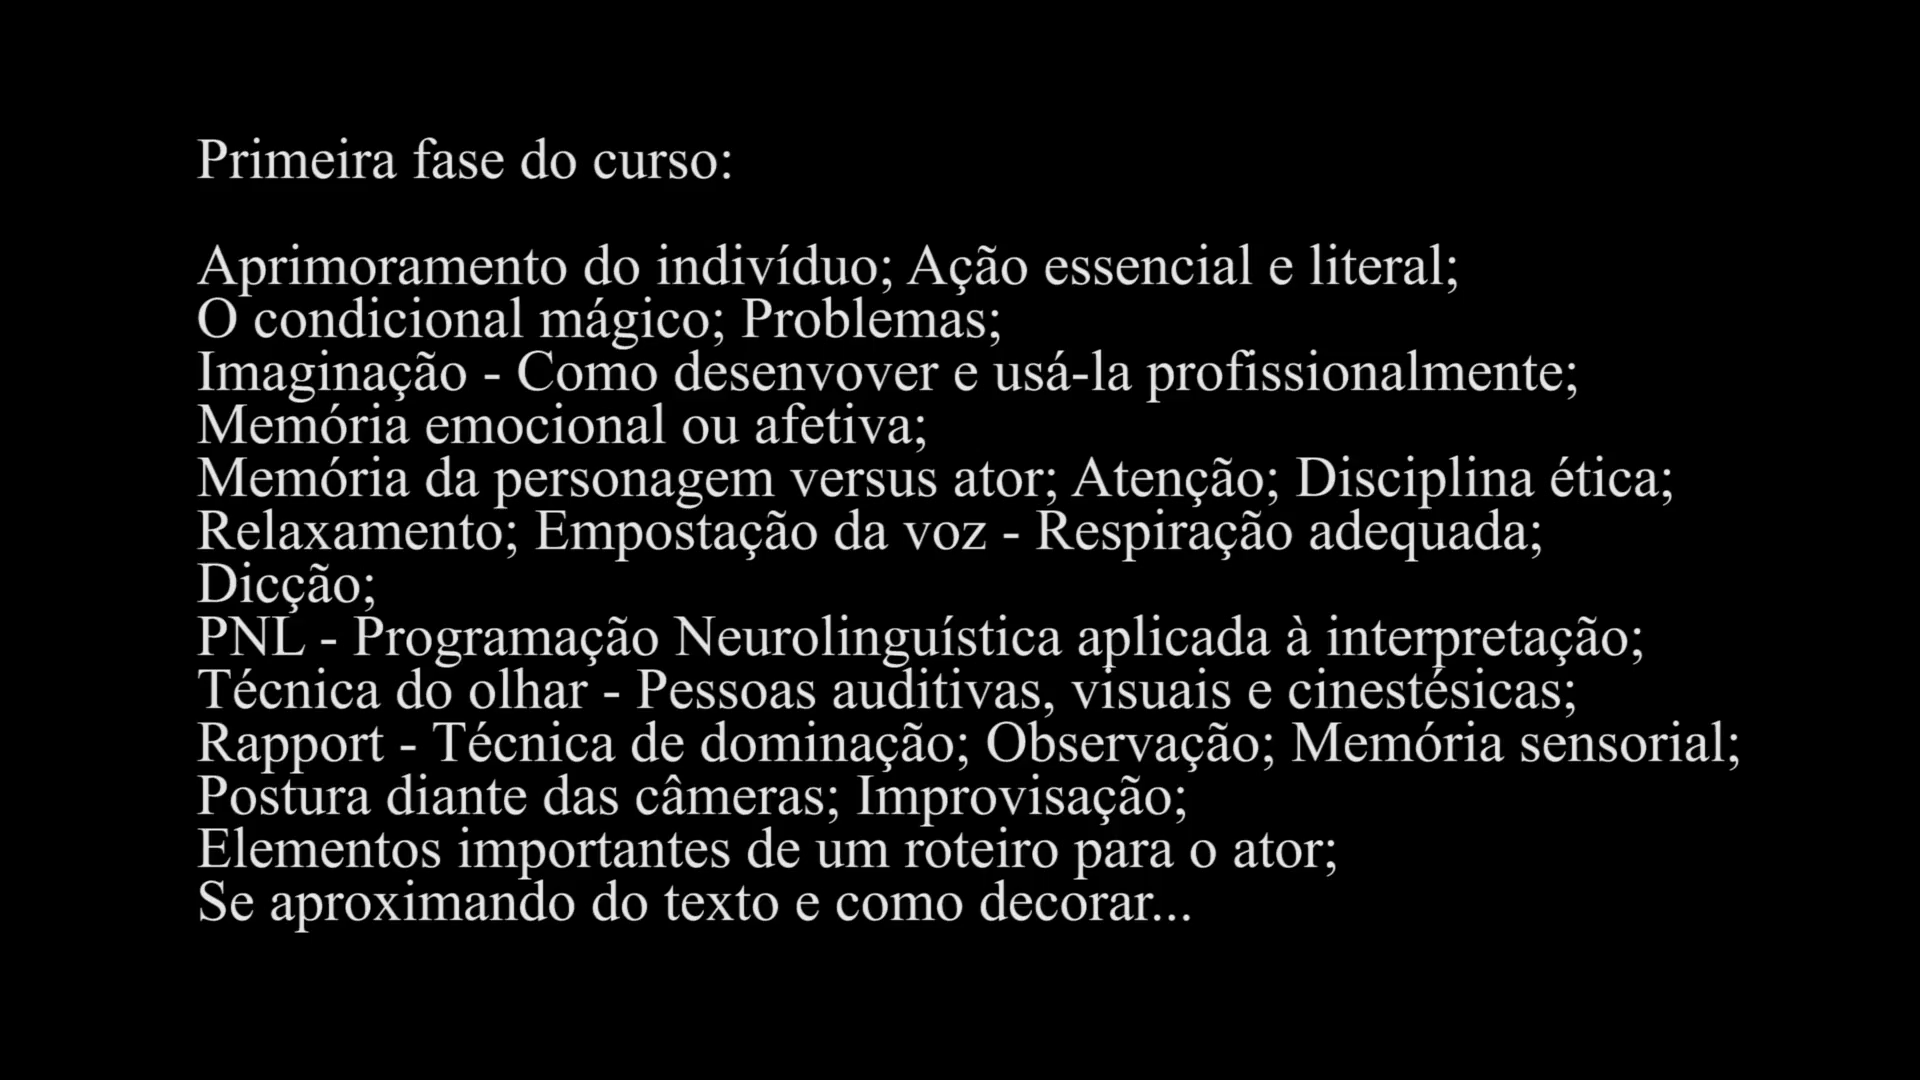 Primeira fase do curso:
Aprimoramento do indivíduo; Ação essencial e literal;
O condicional mágico; Problemas;
Imaginação - Como desenvover e usá-la profissionalmente;
Memória emocional ou afetiva;
Memória da personagem versus ator; Atenção; Disciplina ética;
Relaxamento; Empostação da voz - Respiração adequada;
Dicção;
PNL - Programação Neurolinguística aplicada à interpretação;
Técnica do olhar - Pessoas auditivas, visuais e cinestésicas;
Rapport - Técnica de dominação; Observação; Memória sensorial;
Postura diante das câmeras; Improvisação;
Elementos importantes de um roteiro para o ator;
Se aproximando do texto e como decorar...